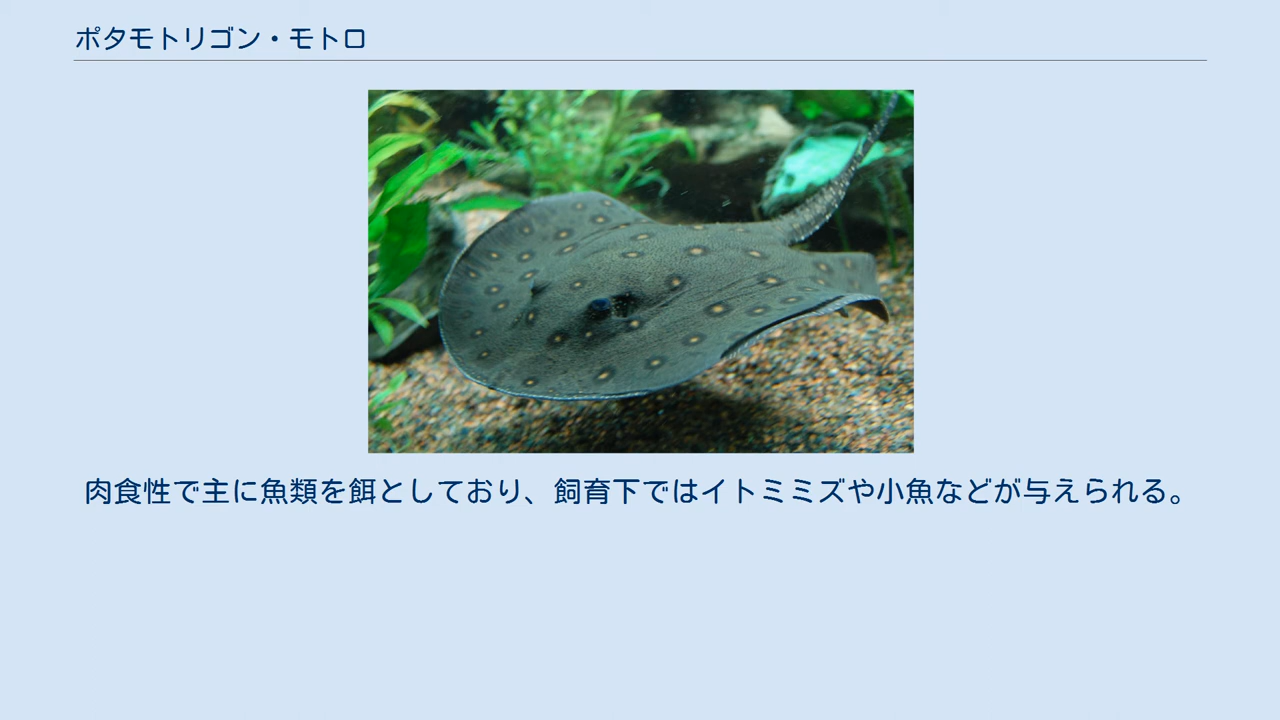 ポタモトリゴン・モトロ
肉食性で主に魚類を餌としており、飼育下ではイトミミズや小魚などが与えられる。